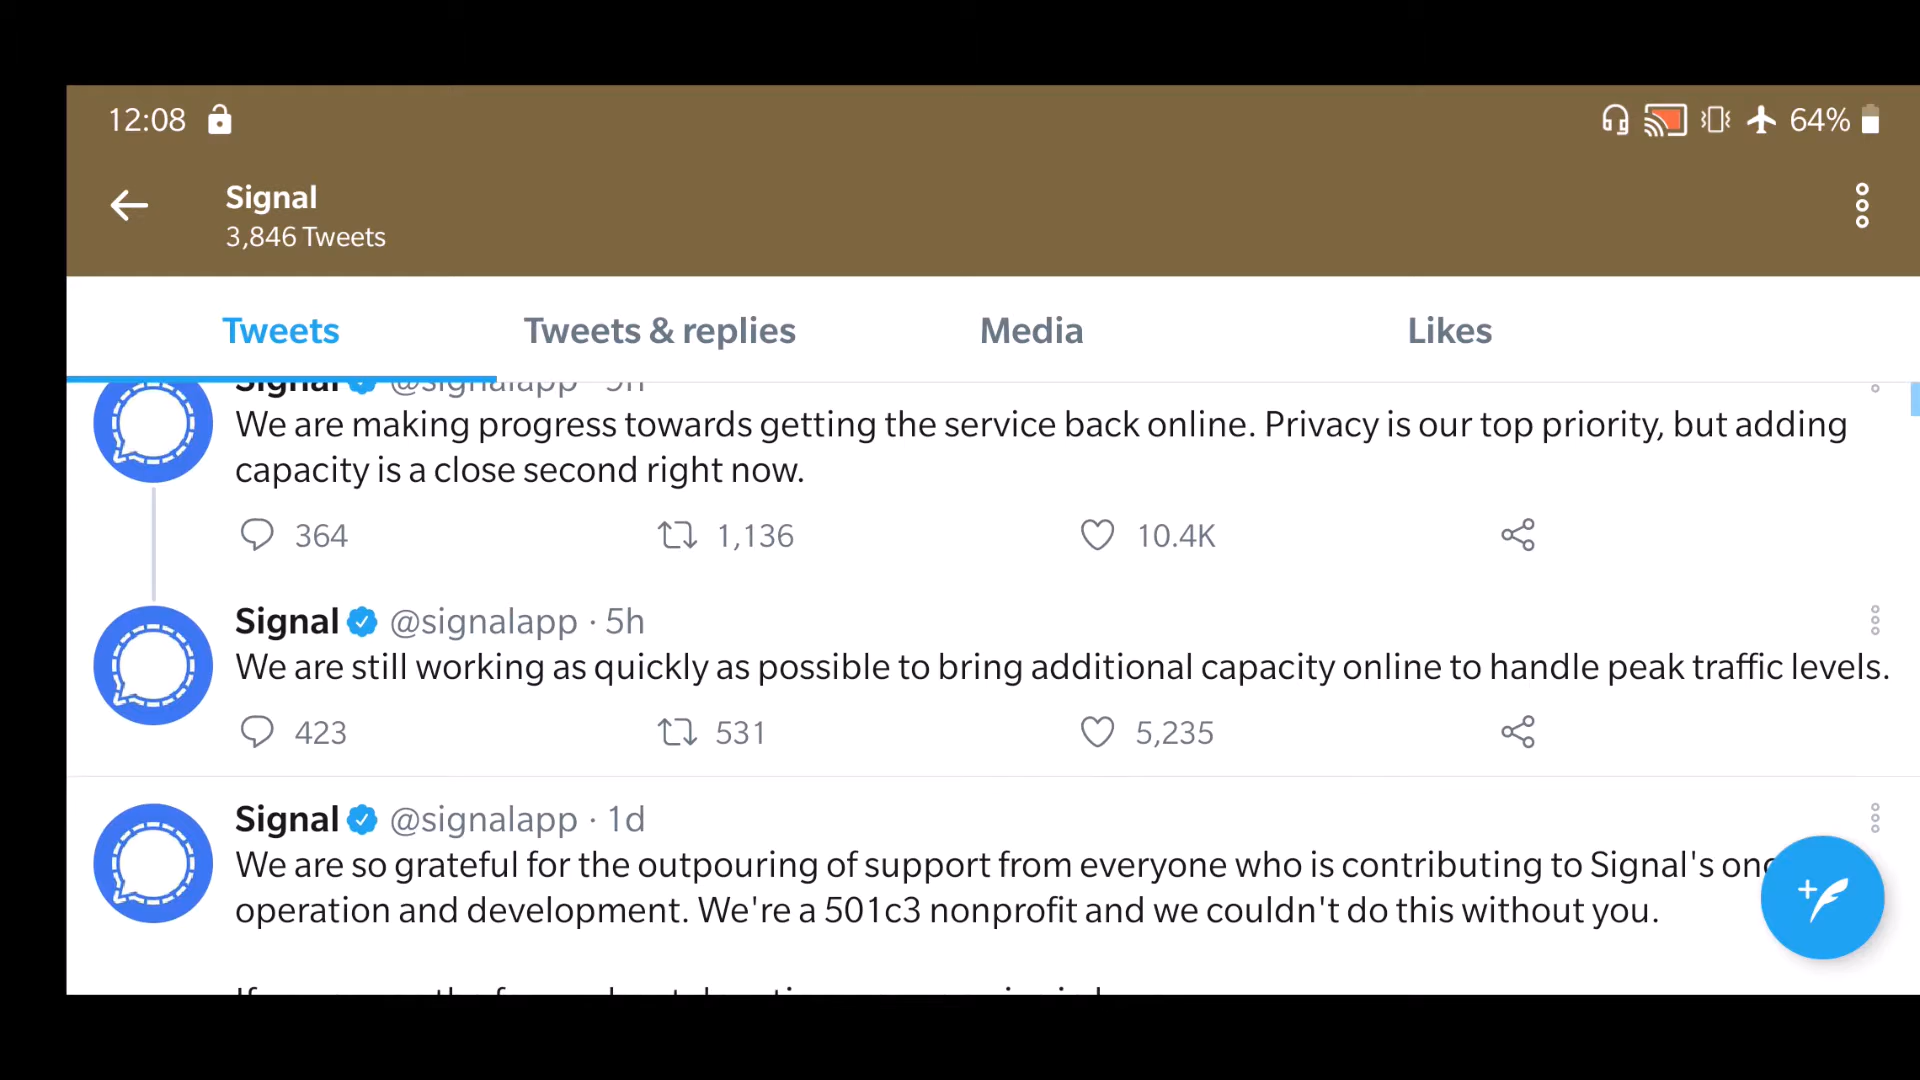 12:08 64%
Signal
3,846 Tweets
Tweets Tweets & replies Media Likes
Signal @signalapp · 9h
We are making progress towards getting the service back online. Privacy is our top priority, but adding
capacity is a close second right now.
364 1,136 10.4K
Signal @signalapp · 5h
We are still working as quickly as possible to bring additional capacity online to handle peak traffic levels.
423 531 5,235
Signal @signalapp · 1d
We are so grateful for the outpouring of support from everyone who is contributing to Signal's
operation and development. We're a 501c3 nonprofit and we couldn't do this without you.